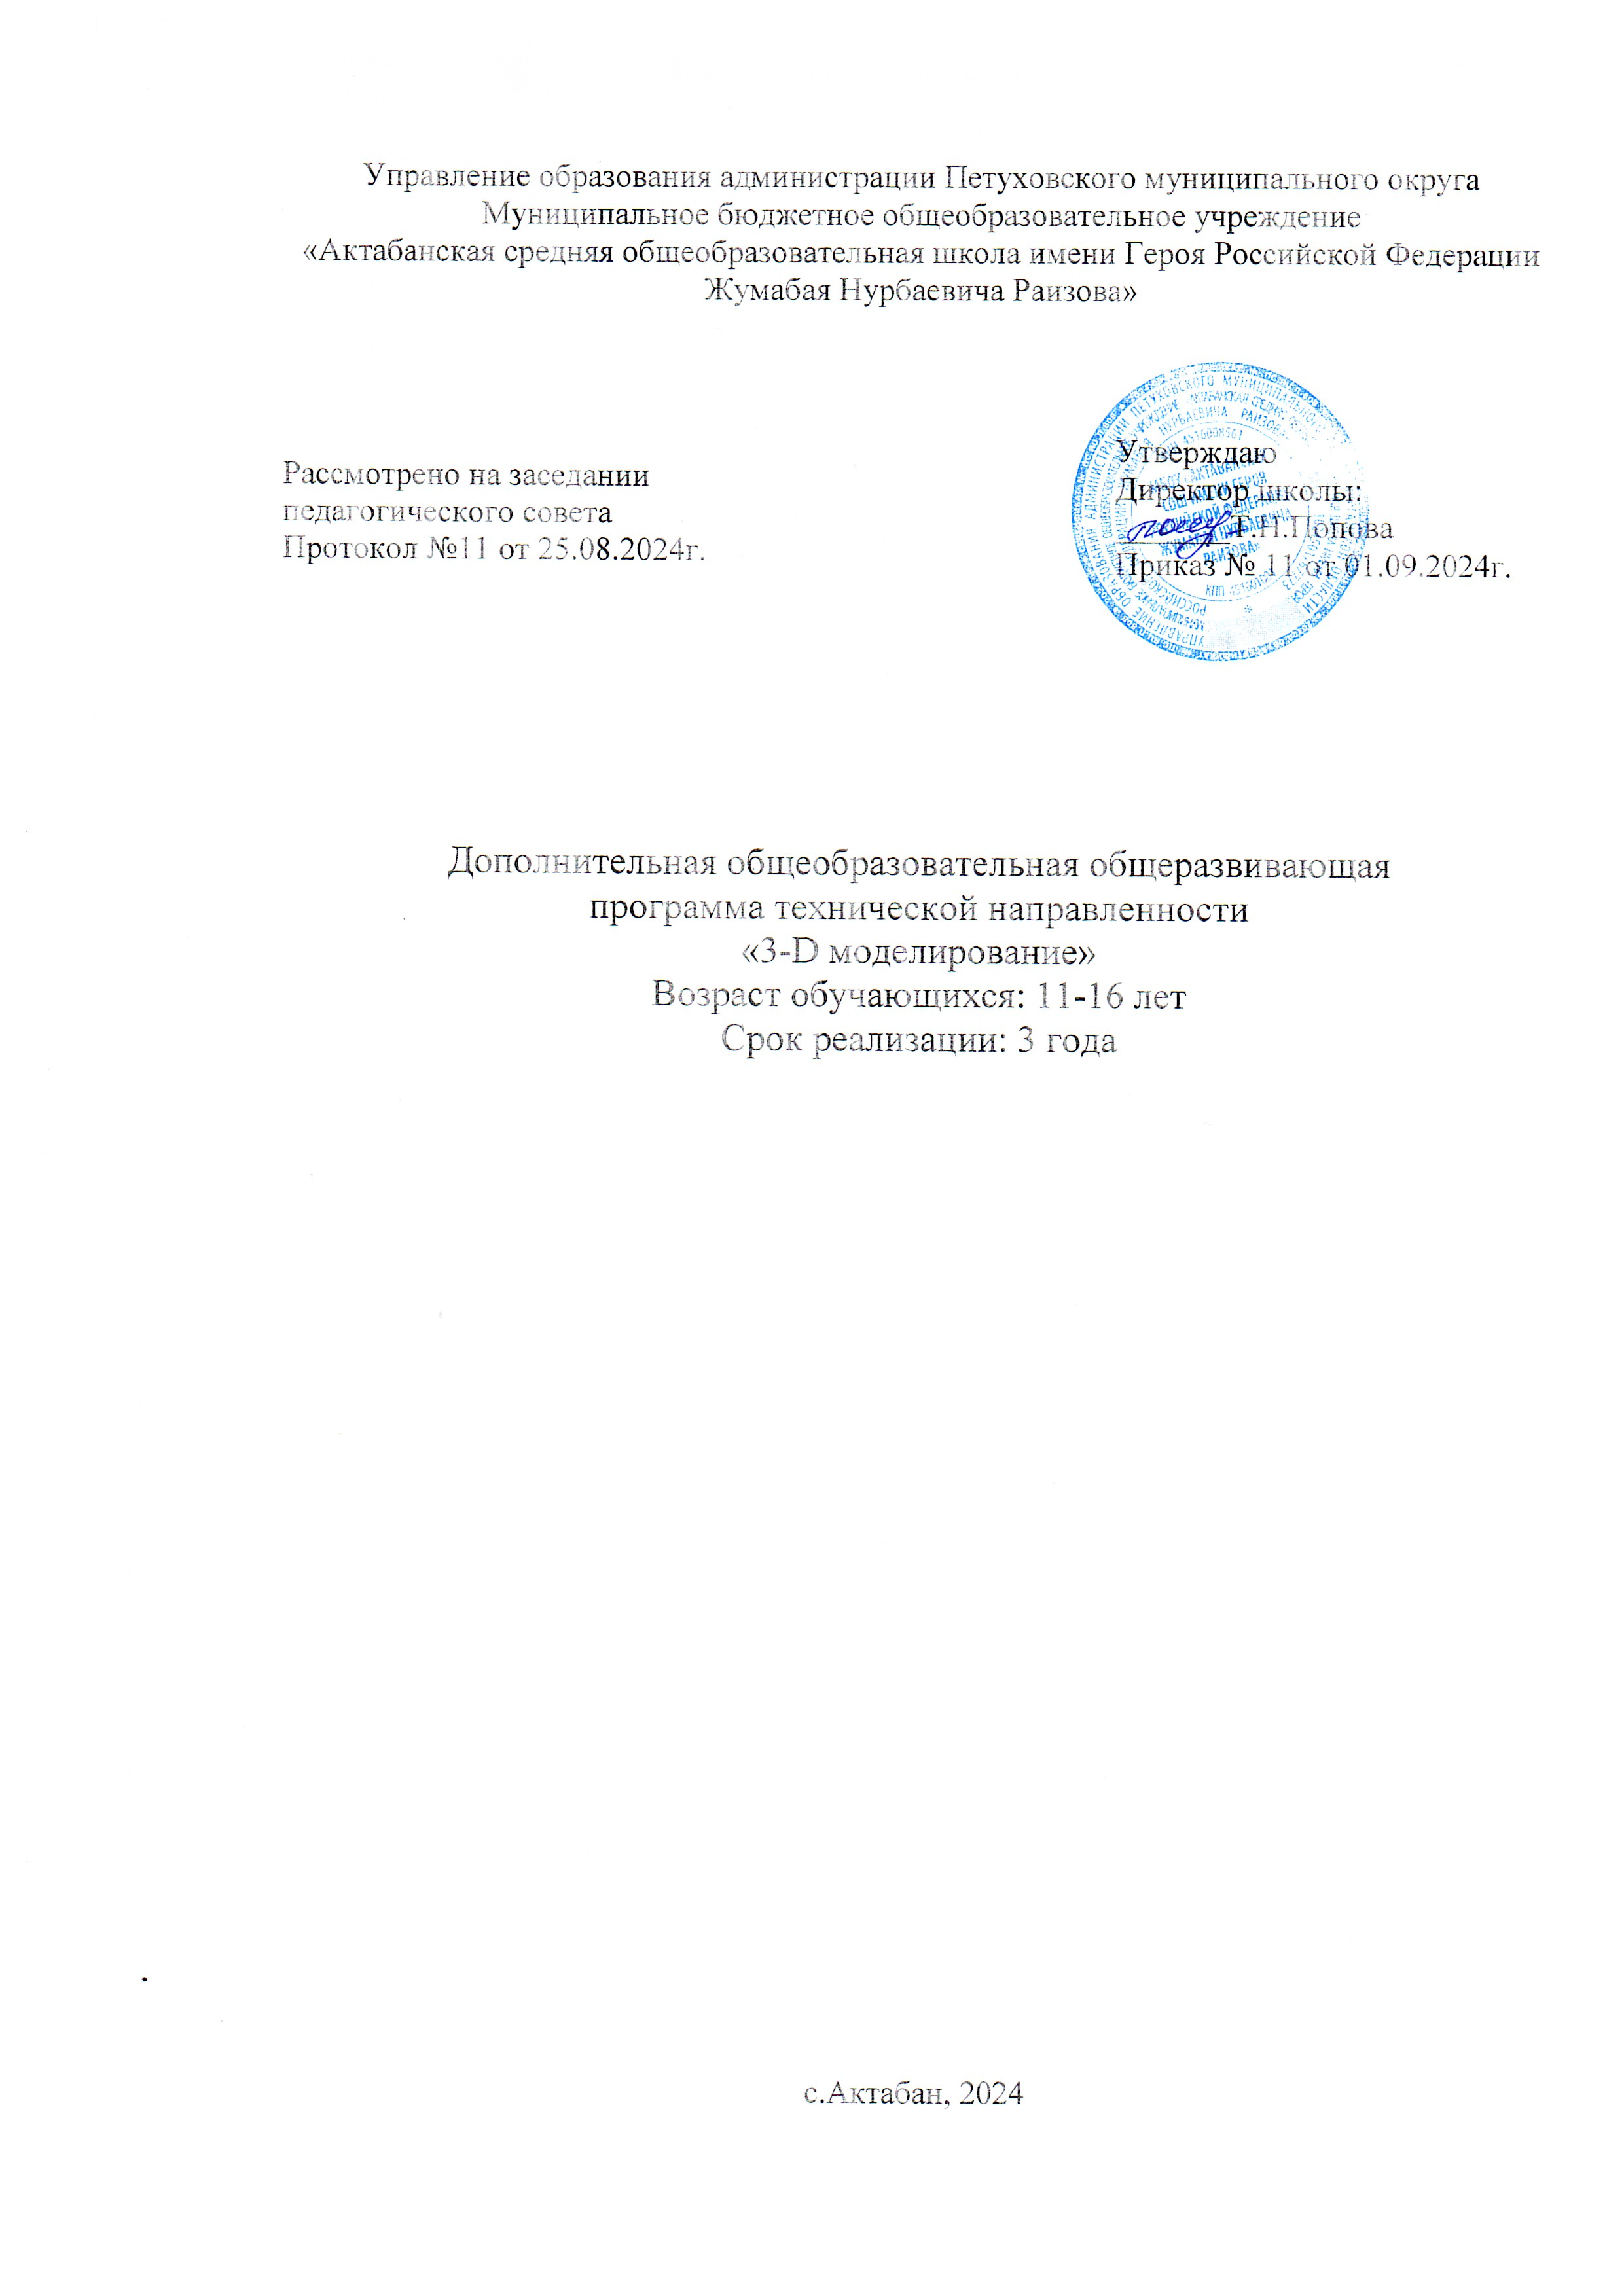 Управление образования администрации Петуховского муниципального округа
Муниципальное бюджетное общеобразовательное учреждение
«Актабанская средняя общеобразовательная школа имени Героя Российской Федерации
Жумабая Нурбаевича Раизова»
Рассмотрено на заседании
педагогического совета
Протокол №11 от 25.08.2024г.
Утверждаю
Директор школы:
Т.Н.Попова
Приказ № 11 от 01.09.2024г.
Дополнительная общеобразовательная общеразвивающая
программа технической направленности
«3-D моделирование»
Возраст обучающихся: 11-16 лет
Срок реализации: 3 года
с.Актабан, 2024